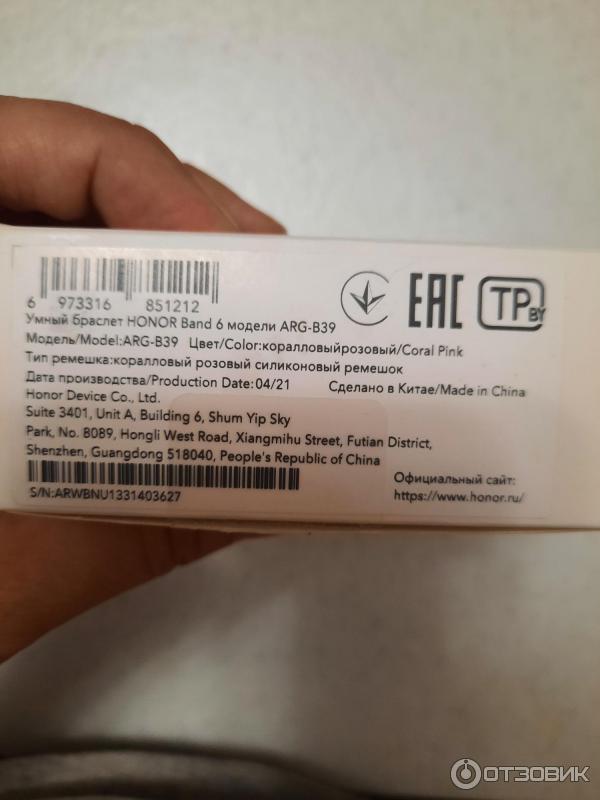 6 973316 851212
EAC
TP BY
Умный браслет HONOR Band 6 модели ARG-B39
Модель/Model:ARG-B39 Цвет/Color:коралловыйрозовый/Coral Pink
Тип ремешка:коралловый розовый силиконовый ремешок
Дата производства/Production Date:04/21 Сделано в Китае/Made in China
Honor Device Co., Ltd.
Suite 3401, Unit A, Building 6, Shum Yip Sky
Park, No. 8089, Hongli West Road, Xiangmihu Street, Futian District,
Shenzhen, Guangdong 518040, People's Republic of China
S/N:ARWBNU1331403627
Официальный сайт:
https://www.honor.ru/
ОТЗОВИК